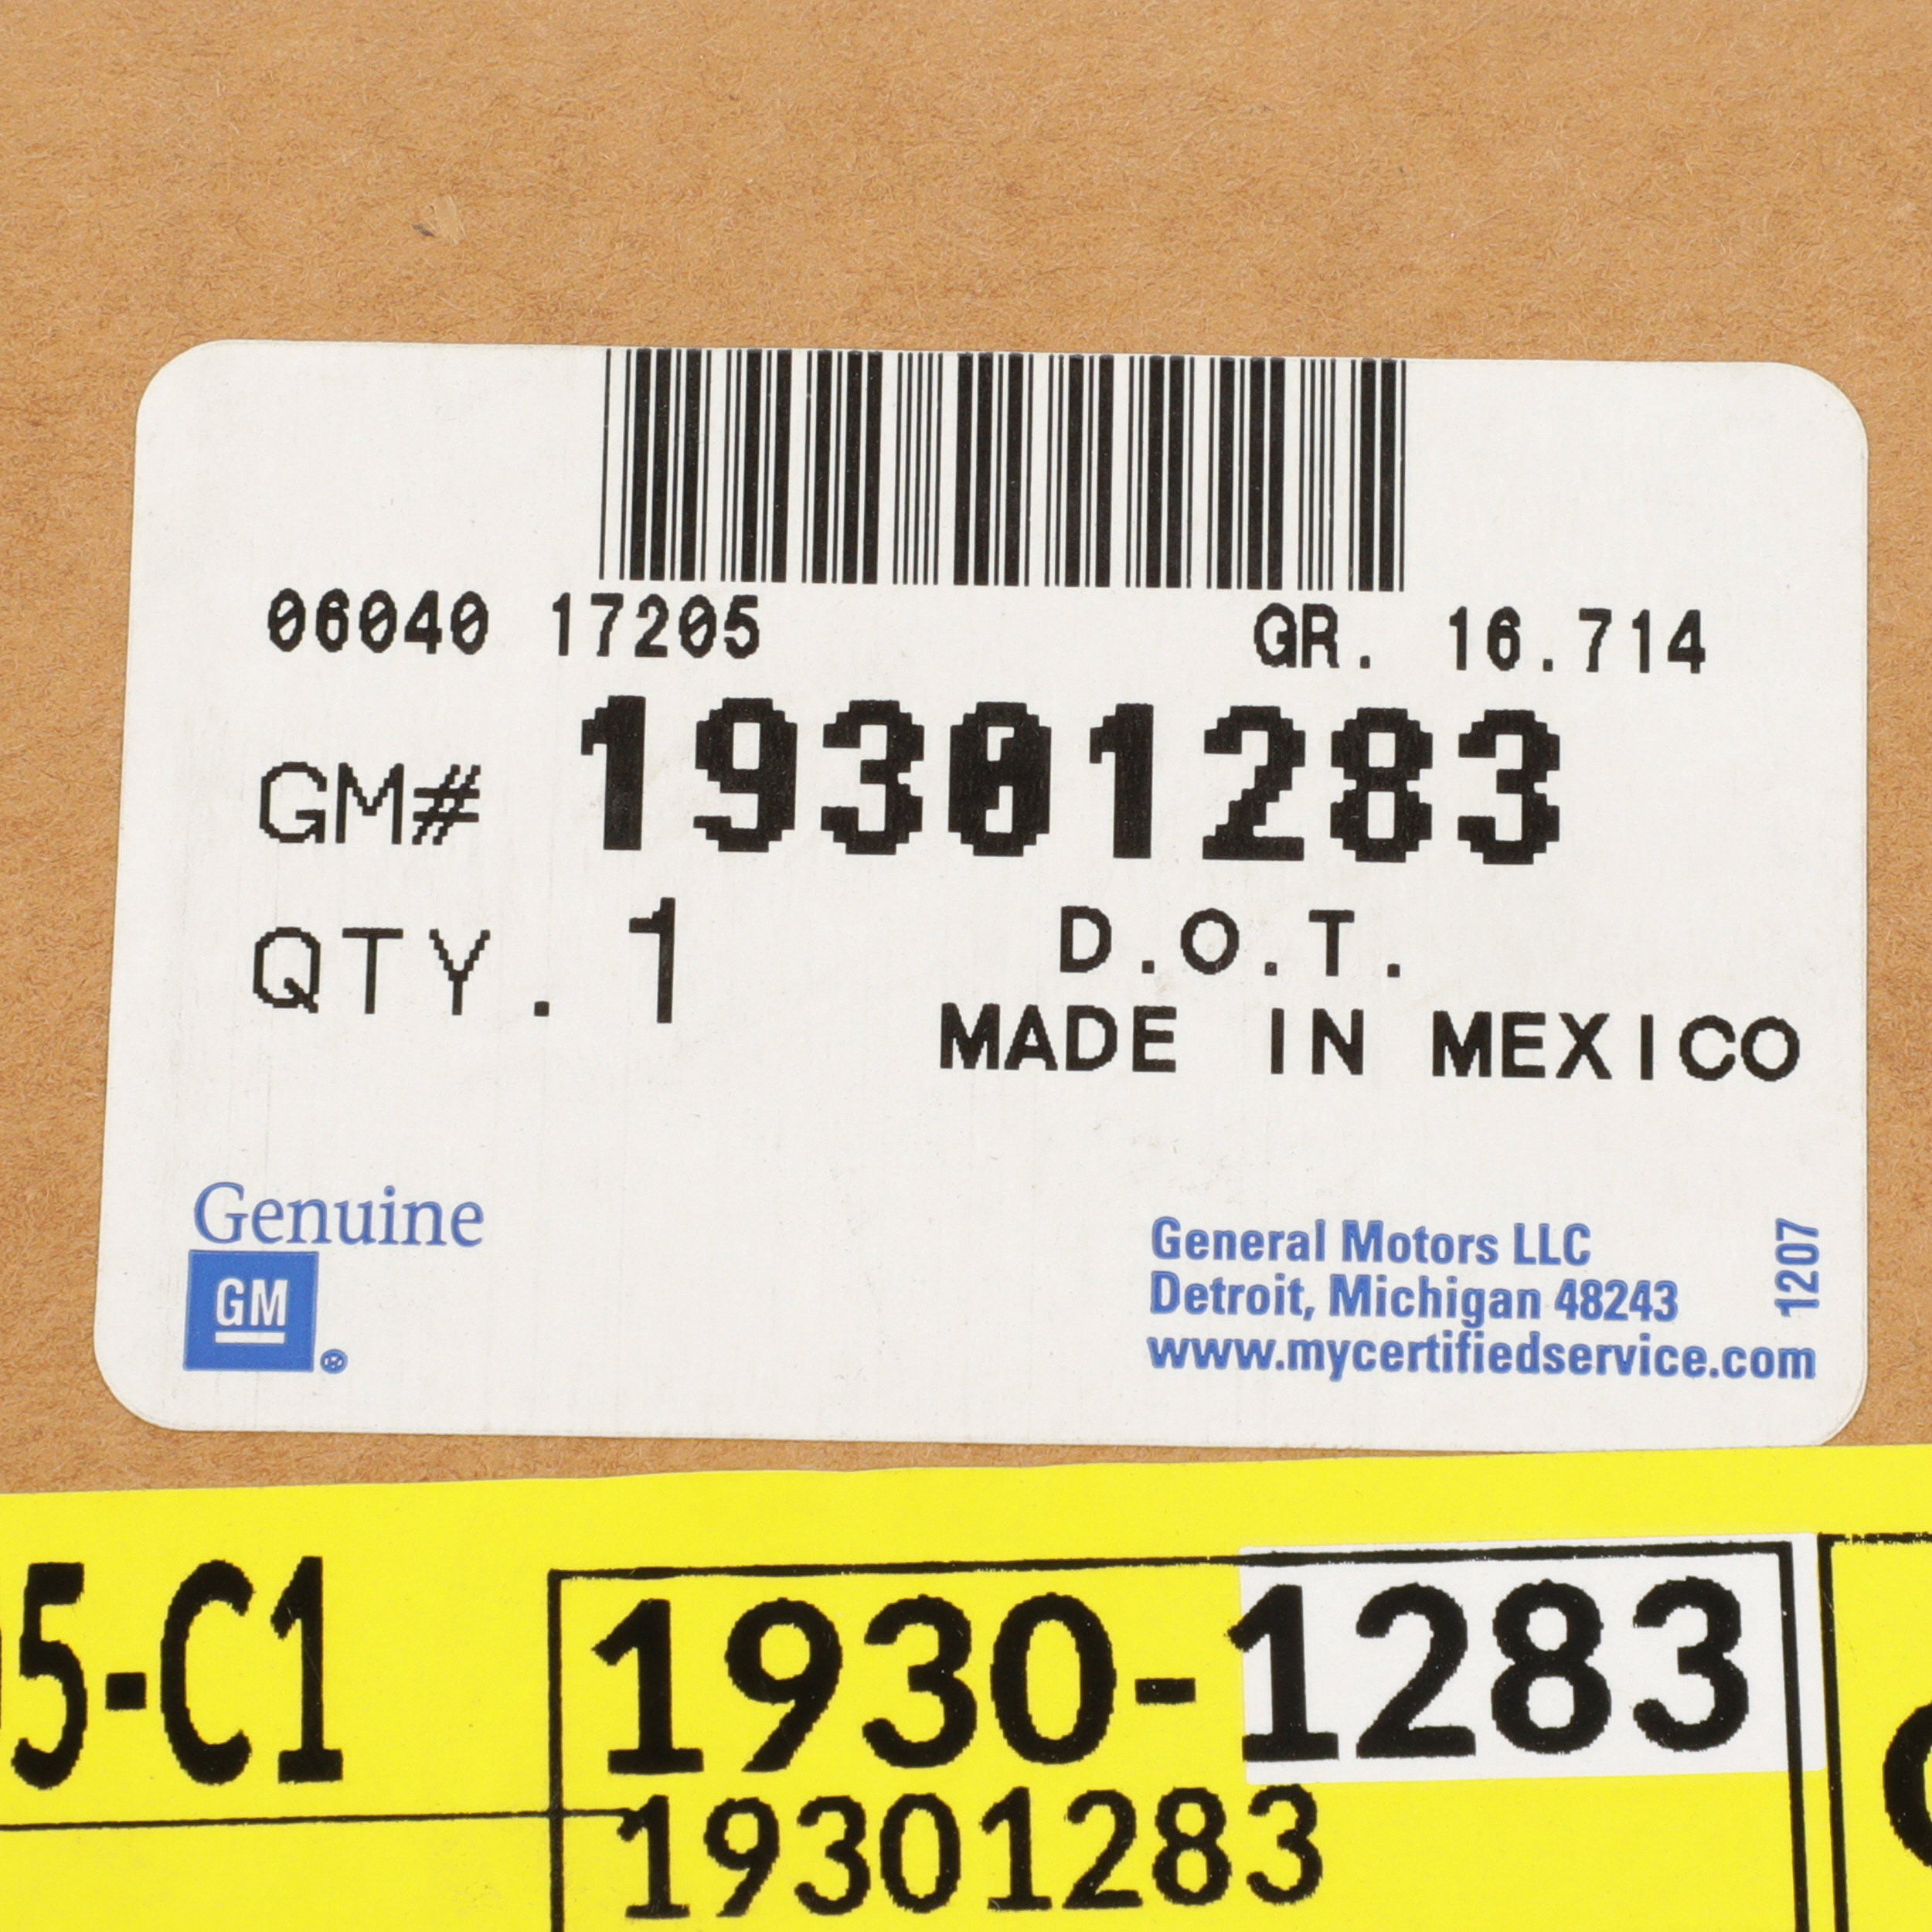 06040 17205 GR. 16.714
GM# 19301283
QTY. 1 D.O.T.
MADE IN MEXICO
Genuine
GM
®
General Motors LLC
Detroit, Michigan 48243
www.mycertifiedservice.com
1207
5-C1
1930-1283
19301283